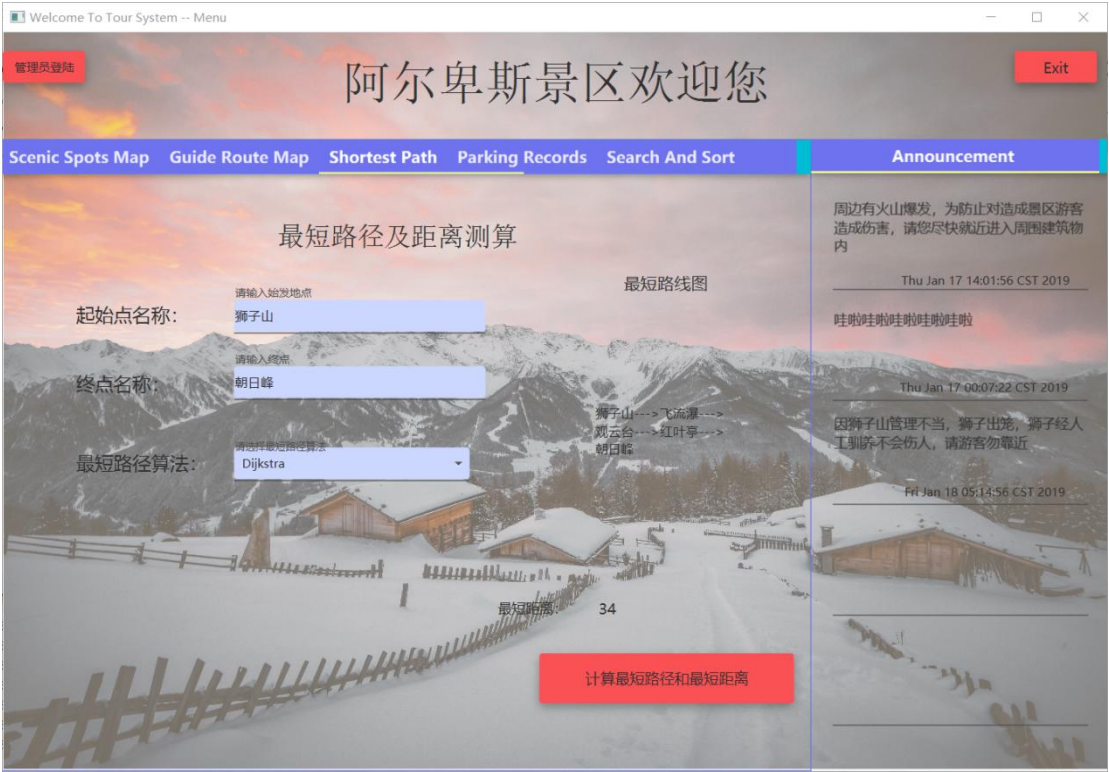 Welcome To Tour System -- Menu
管理员登陆
阿尔卑斯景区欢迎您
Exit
Scenic Spots Map
Guide Route Map
Shortest Path
Parking Records
Search And Sort
Announcement
最短路径及距离测算
请输入始发地点
起始点名称：
狮子山
请输入终点
终点名称：
朝日峰
请选择最短路径算法
最短路径算法：
Dijkstra
最短路线图
狮子山--->飞流瀑--->
观云台--->红叶亭--->
朝日峰
最短距离：
34
计算最短路径和最短距离
周边有火山爆发，为防止对造成景区游客
造成伤害，请您尽快就近进入周围建筑物
内
Thu Jan 17 14:01:56 CST 2019
哇啦哇啦哇啦哇啦哇啦
Thu Jan 17 00:07:22 CST 2019
因狮子山管理不当，狮子出笼，狮子经人
工驯养不会伤人，请游客勿靠近
Fri Jan 18 05:14:56 CST 2019